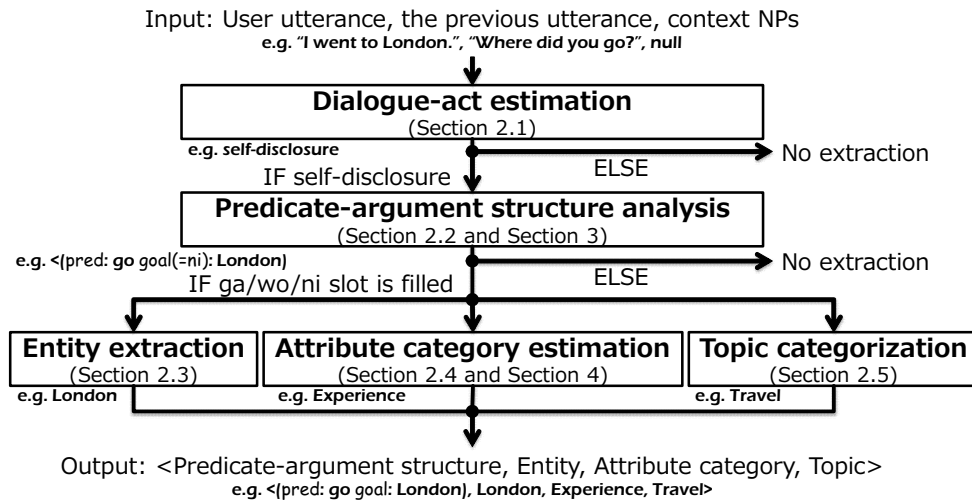 Input: User utterance, the previous utterance, context NPs
e.g. “I went to London.”, “Where did you go?”, null
Dialogue-act estimation
(Section 2.1)
e.g. self-disclosure
ELSE
No extraction
IF self-disclosure
Predicate-argument structure analysis
(Section 2.2 and Section 3)
e.g. <(pred: go goal(=ni): London)
ELSE
No extraction
IF ga/wo/ni slot is filled
Entity extraction
(Section 2.3)
e.g. London
Attribute category estimation
(Section 2.4 and Section 4)
e.g. Experience
Topic categorization
(Section 2.5)
e.g. Travel
Output: <Predicate-argument structure, Entity, Attribute category, Topic>
e.g. <(pred: go goal: London), London, Experience, Travel>